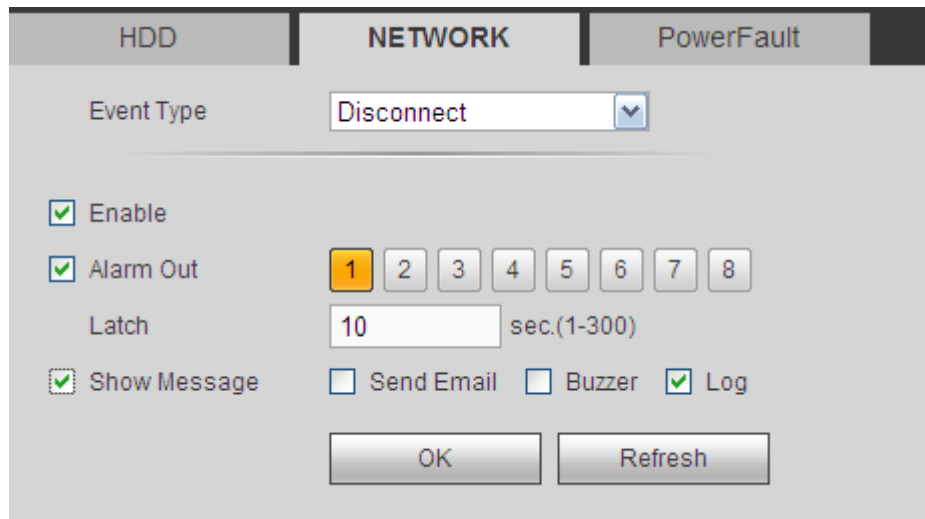 HDD NETWORK PowerFault
Event Type Disconnect
Enable
Alarm Out 1 2 3 4 5 6 7 8
Latch 10 sec.(1-300)
Show Message Send Email Buzzer Log
OK Refresh